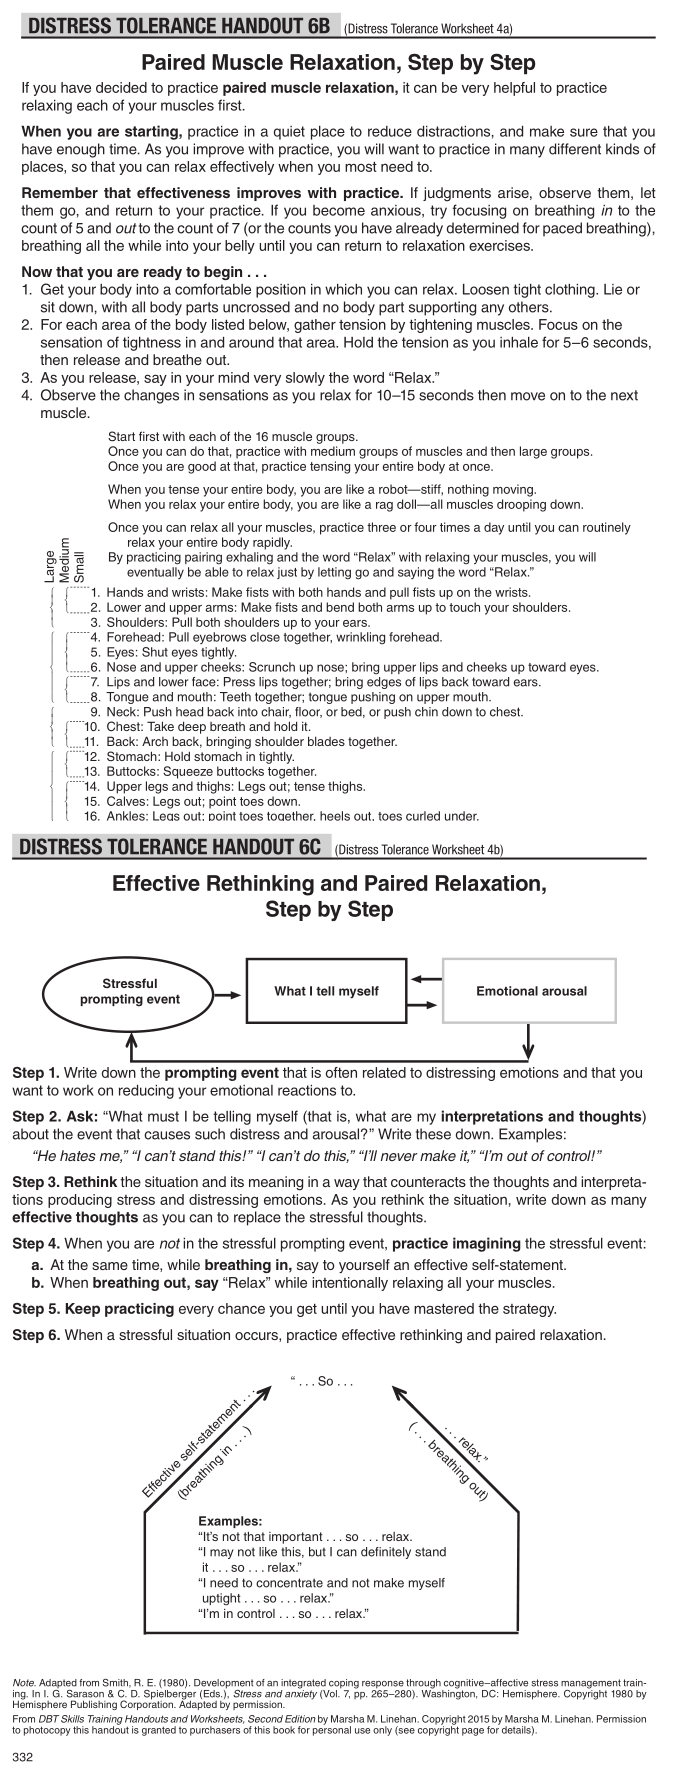 DISTRESS TOLERANCE HANDOUT 6B (Distress Tolerance Worksheet 4a)
Paired Muscle Relaxation, Step by Step
If you have decided to practice paired muscle relaxation, it can be very helpful to practice
relaxing each of your muscles first.
When you are starting, practice in a quiet place to reduce distractions, and make sure that you
have enough time. As you improve with practice, you will want to practice in many different kinds of
places, so that you can relax effectively when you most need to.
Remember that effectiveness improves with practice. If judgments arise, observe them, let
them go, and return to your practice. If you become anxious, try focusing on breathing in to the
count of 5 and out to the count of 7 (or the counts you have already determined for paced breathing),
breathing all the while into your belly until you can return to relaxation exercises.
Now that you are ready to begin . . .
1. Get your body into a comfortable position in which you can relax. Loosen tight clothing. Lie or
sit down, with all body parts uncrossed and no body part supporting any others.
2. For each area of the body listed below, gather tension by tightening muscles. Focus on the
sensation of tightness in and around that area. Hold the tension as you inhale for 5–6 seconds,
then release and breathe out.
3. As you release, say in your mind very slowly the word “Relax.”
4. Observe the changes in sensations as you relax for 10–15 seconds then move on to the next
muscle.
Start first with each of the 16 muscle groups.
Once you can do that, practice with medium groups of muscles and then large groups.
Once you are good at that, practice tensing your entire body at once.
When you tense your entire body, you are like a robot—stiff, nothing moving.
When you relax your entire body, you are like a rag doll—all muscles drooping down.
Once you can relax all your muscles, practice three or four times a day until you can routinely
relax your entire body rapidly.
By practicing pairing exhaling and the word “Relax” with relaxing your muscles, you will
eventually be able to relax just by letting go and saying the word “Relax.”
Large
Medium
Small
1. Hands and wrists: Make fists with both hands and pull fists up on the wrists.
2. Lower and upper arms: Make fists and bend both arms up to touch your shoulders.
3. Shoulders: Pull both shoulders up to your ears.
4. Forehead: Pull eyebrows close together, wrinkling forehead.
5. Eyes: Shut eyes tightly.
6. Nose and upper cheeks: Scrunch up nose; bring upper lips and cheeks up toward eyes.
7. Lips and lower face: Press lips together; bring edges of lips back toward ears.
8. Tongue and mouth: Teeth together; tongue pushing on upper mouth.
9. Neck: Push head back into chair, floor, or bed, or push chin down to chest.
10. Chest: Take deep breath and hold it.
11. Back: Arch back, bringing shoulder blades together.
12. Stomach: Hold stomach in tightly.
13. Buttocks: Squeeze buttocks together.
14. Upper legs and thighs: Legs out; tense thighs.
15. Calves: Legs out; point toes down.
16. Ankles: Legs out; point toes together, heels out, toes curled under.
DISTRESS TOLERANCE HANDOUT 6C (Distress Tolerance Worksheet 4b)
Effective Rethinking and Paired Relaxation,
Step by Step
Stressful
prompting event
What I tell myself
Emotional arousal
Step 1. Write down the prompting event that is often related to distressing emotions and that you
want to work on reducing your emotional reactions to.
Step 2. Ask: “What must I be telling myself (that is, what are my interpretations and thoughts)
about the event that causes such distress and arousal?” Write these down. Examples:
“He hates me,” “I can’t stand this!” “I can’t do this,” “I’ll never make it,” “I’m out of control!”
Step 3. Rethink the situation and its meaning in a way that counteracts the thoughts and interpreta-
tions producing stress and distressing emotions. As you rethink the situation, write down as many
effective thoughts as you can to replace the stressful thoughts.
Step 4. When you are not in the stressful prompting event, practice imagining the stressful event:
a. At the same time, while breathing in, say to yourself an effective self-statement.
b. When breathing out, say “Relax” while intentionally relaxing all your muscles.
Step 5. Keep practicing every chance you get until you have mastered the strategy.
Step 6. When a stressful situation occurs, practice effective rethinking and paired relaxation.
“ . . . So . . .
Effective self-statement . . .
(breathing in . . .)
. . . relax.”
( . . . breathing out)
Examples:
“It’s not that important . . . so . . . relax.
“I may not like this, but I can definitely stand
it . . . so . . . relax.”
“I need to concentrate and not make myself
uptight . . . so . . . relax.”
“I’m in control . . . so . . . relax.”
Note. Adapted from Smith, R. E. (1980). Development of an integrated coping response through cognitive–affective stress management train-
ing. In I. G. Sarason & C. D. Spielberger (Eds.), Stress and anxiety (Vol. 7, pp. 265–280). Washington, DC: Hemisphere. Copyright 1980 by
Hemisphere Publishing Corporation. Adapted by permission.
From DBT Skills Training Handouts and Worksheets, Second Edition by Marsha M. Linehan. Copyright 2015 by Marsha M. Linehan. Permission
to photocopy this handout is granted to purchasers of this book for personal use only (see copyright page for details).
332